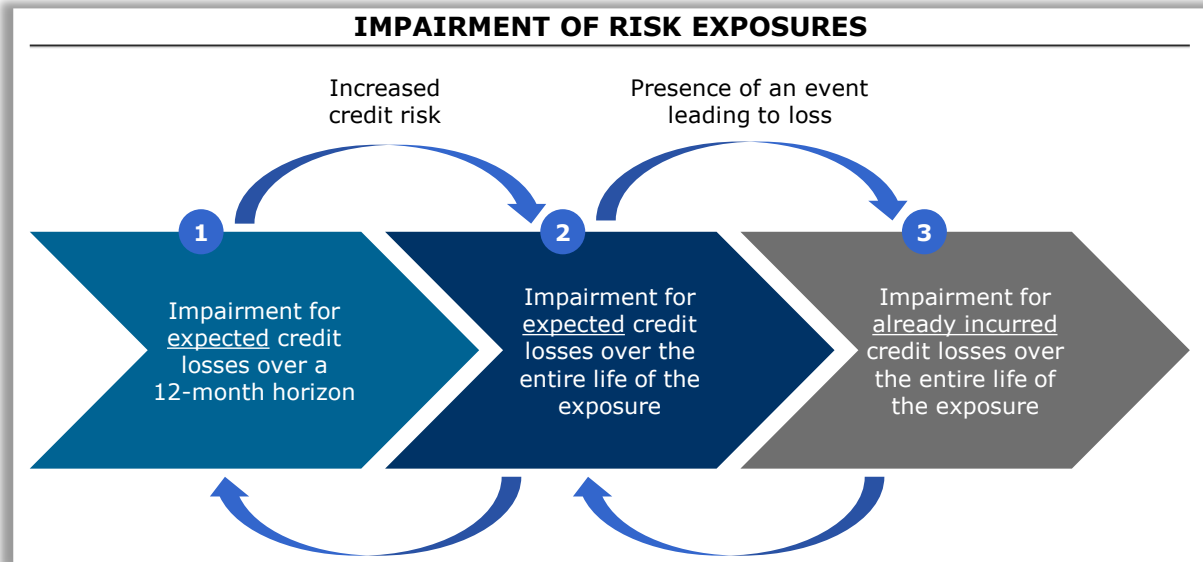 IMPAIRMENT OF RISK EXPOSURES
Increased
credit risk
Presence of an event
leading to loss
1
2
3
Impairment for
expected credit
losses over a
12-month horizon
Impairment for
expected credit
losses over the
entire life of the
exposure
Impairment for
already incurred
credit losses over
the entire life of
the exposure